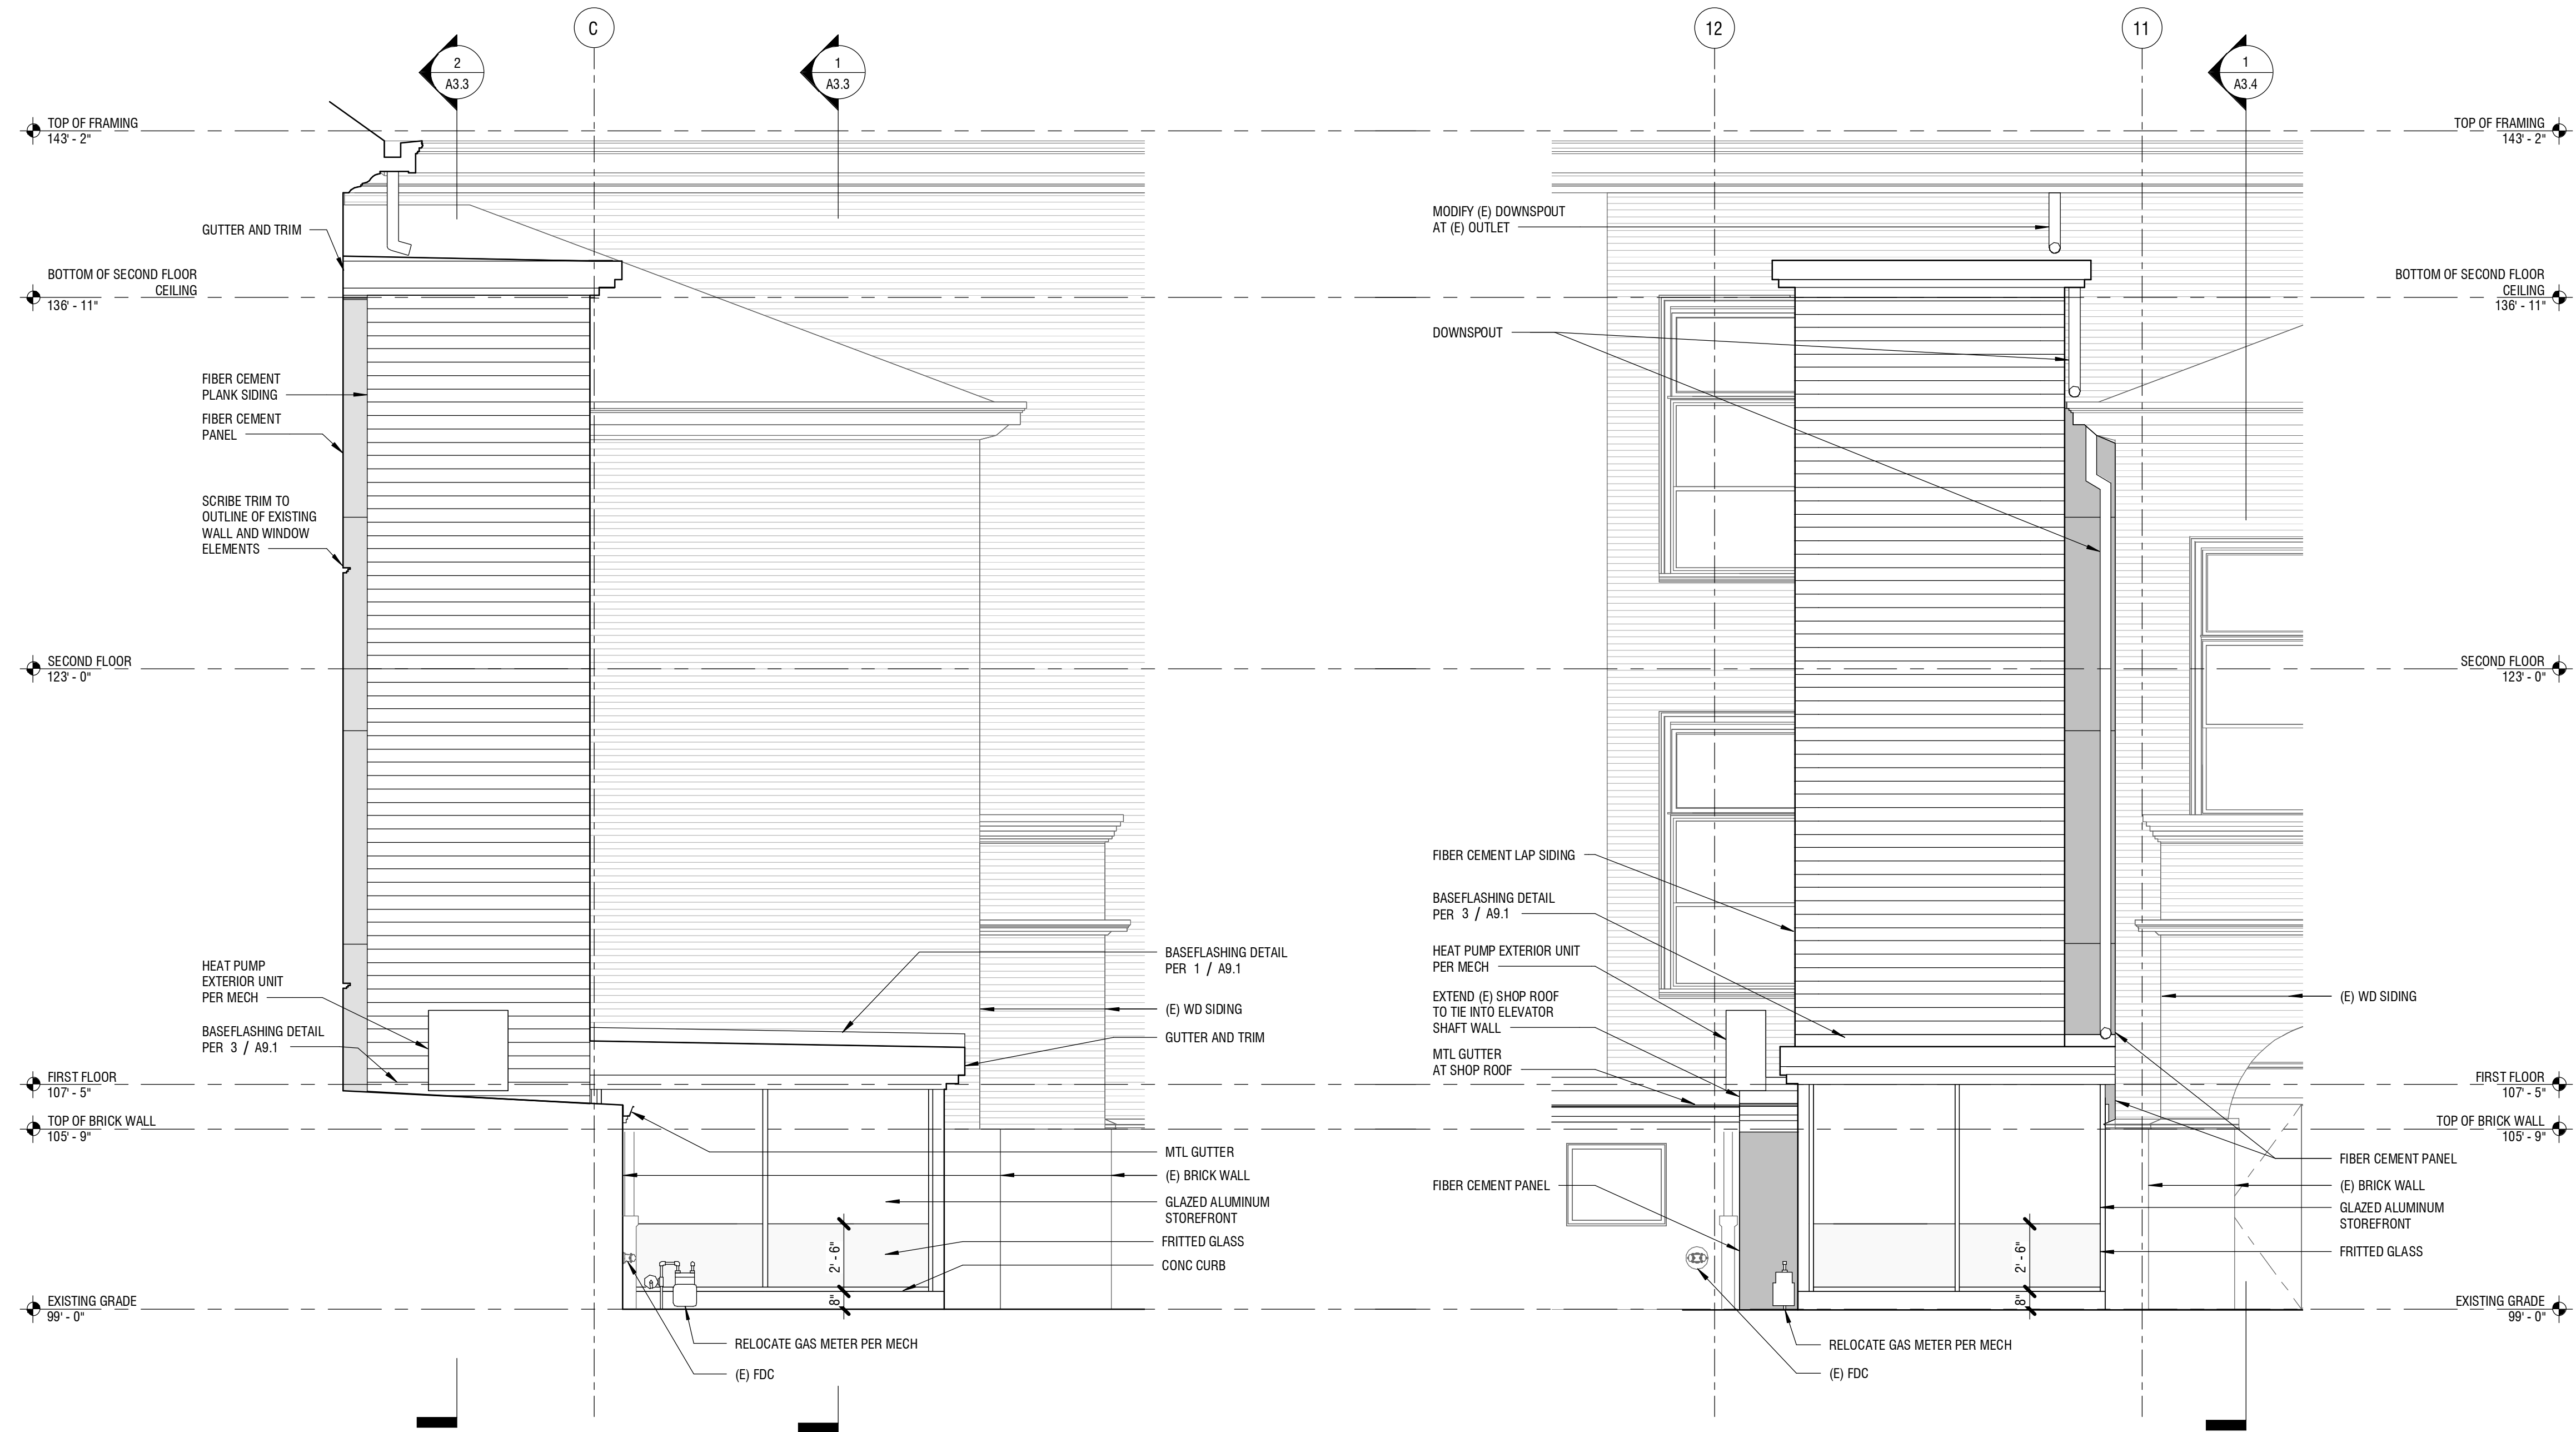 C
12
11
2
A3.3
1
A3.3
1
A3.4
TOP OF FRAMING
143' - 2"
GUTTER AND TRIM
BOTTOM OF SECOND FLOOR
CEILING
136' - 11"
FIBER CEMENT
PLANK SIDING
FIBER CEMENT
PANEL
SCRIBE TRIM TO
OUTLINE OF EXISTING
WALL AND WINDOW
ELEMENTS
SECOND FLOOR
123' - 0"
HEAT PUMP
EXTERIOR UNIT
PER MECH
BASEFLASHING DETAIL
PER 3 / A9.1
FIRST FLOOR
107' - 5"
TOP OF BRICK WALL
105' - 9"
EXISTING GRADE
99' - 0"
BASEFLASHING DETAIL
PER 1 / A9.1
(E) WD SIDING
GUTTER AND TRIM
MTL GUTTER
(E) BRICK WALL
GLAZED ALUMINUM
STOREFRONT
FRITTED GLASS
CONC CURB
2' - 6"
8"
RELOCATE GAS METER PER MECH
(E) FDC
MODIFY (E) DOWNSPOUT
AT (E) OUTLET
DOWNSPOUT
FIBER CEMENT LAP SIDING
BASEFLASHING DETAIL
PER 3 / A9.1
HEAT PUMP EXTERIOR UNIT
PER MECH
EXTEND (E) SHOP ROOF
TO TIE INTO ELEVATOR
SHAFT WALL
MTL GUTTER
AT SHOP ROOF
FIBER CEMENT PANEL
2' - 6"
8"
RELOCATE GAS METER PER MECH
(E) FDC
TOP OF FRAMING
143' - 2"
BOTTOM OF SECOND FLOOR
CEILING
136' - 11"
SECOND FLOOR
123' - 0"
(E) WD SIDING
FIRST FLOOR
107' - 5"
TOP OF BRICK WALL
105' - 9"
FIBER CEMENT PANEL
(E) BRICK WALL
GLAZED ALUMINUM
STOREFRONT
FRITTED GLASS
EXISTING GRADE
99' - 0"